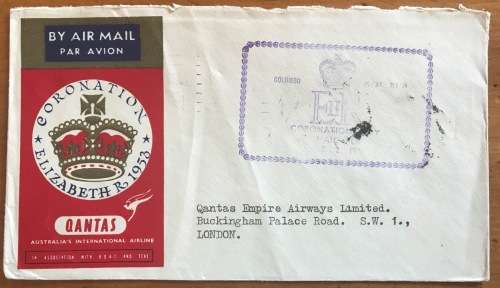 BY AIR MAIL
PAR AVION
CORONATION
ELIZABETH R. 1953
QANTAS
AUSTRALIA'S INTERNATIONAL AIRLINE
IN ASSOCIATION WITH B.O.A.C. AND TEAL
COLOMBO
E II R
CORONATION
Qantas Empire Airways Limited.
Buckingham Palace Road. S.W. 1.,
LONDON.